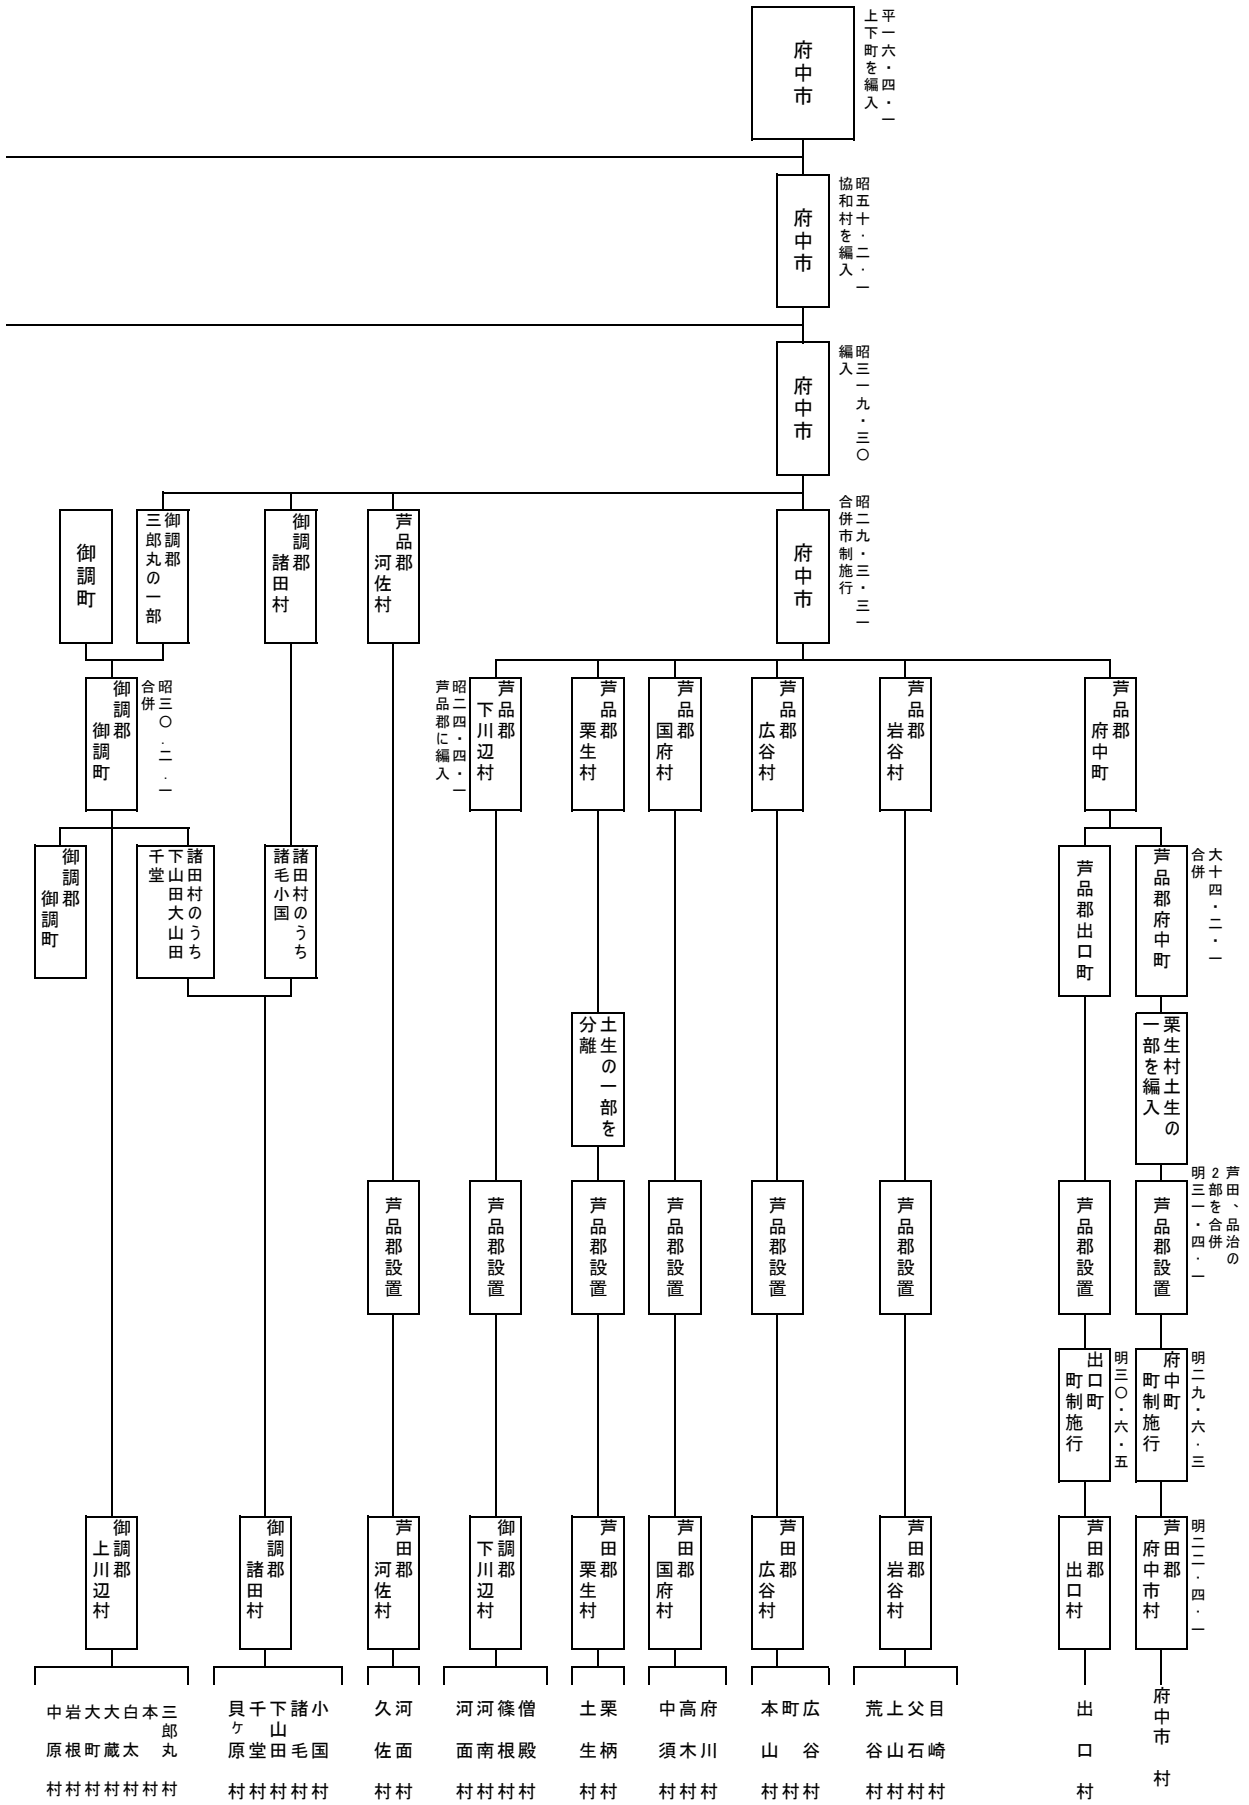 平一六・四・一
上下町を編入
府中市
昭五十・二・一
協和村を編入
府中市
昭三一九・三〇
編入
府中市
昭二九・三・三一
合併市制施行
府中市
芦品郡
河佐村
御調郡
諸田村
御調郡
三郎丸の一部
御調町
芦品郡
府中町
芦品郡
岩谷村
芦品郡
広谷村
芦品郡
国府村
芦品郡
栗生村
芦品郡
下川辺村
昭二四・四・一
芦品郡に編入
昭三〇.二.一
合併
御調郡
御調町
大十四・二・一
合併
芦品郡府中町
芦品郡出口町
諸田村のうち
諸毛小国
諸田村のうち
下山田大山田
千堂
御調郡
御調町
栗生村土生の
一部を編入
土生の一部を
分離
芦田、品治の
2部を合併
明三一・四・一
芦品郡設置
芦品郡設置
芦品郡設置
芦品郡設置
芦品郡設置
芦品郡設置
芦品郡設置
芦品郡設置
明二九・六・三
府中町
町制施行
明三〇・六・五
出口町
町制施行
明二二・四・一
芦田郡
府中市村
芦田郡
出口村
芦田郡
岩谷村
芦田郡
広谷村
芦田郡
国府村
芦田郡
栗生村
御調郡
下川辺村
芦田郡
河佐村
御調郡
諸田村
御調郡
上川辺村
府中市村
出口村
目崎村
父石村
上山村
荒谷村
広谷村
町村
本山村
府川村
高木村
中須村
栗柄村
土生村
僧殿村
篠根村
河南村
河面村
河面村
久佐村
小国村
諸毛村
下山田村
千堂村
貝ケ原村
三郎丸村
本村
白太村
大蔵村
大町村
岩根村
中原村